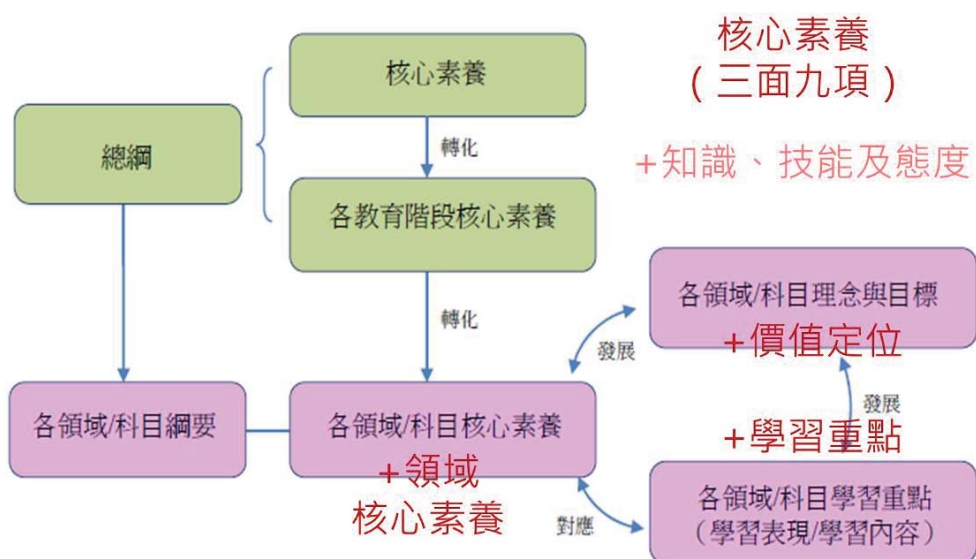 核心素養
核心素養
(三面九項)
總綱
轉化
+知識、技能及態度
各教育階段核心素養
轉化
各領域/科目理念與目標
+價值定位
發展
發展
各領域/科目綱要
各領域/科目核心素養
+領域
核心素養
+學習重點
對應
各領域/科目學習重點
(學習表現/學習內容)